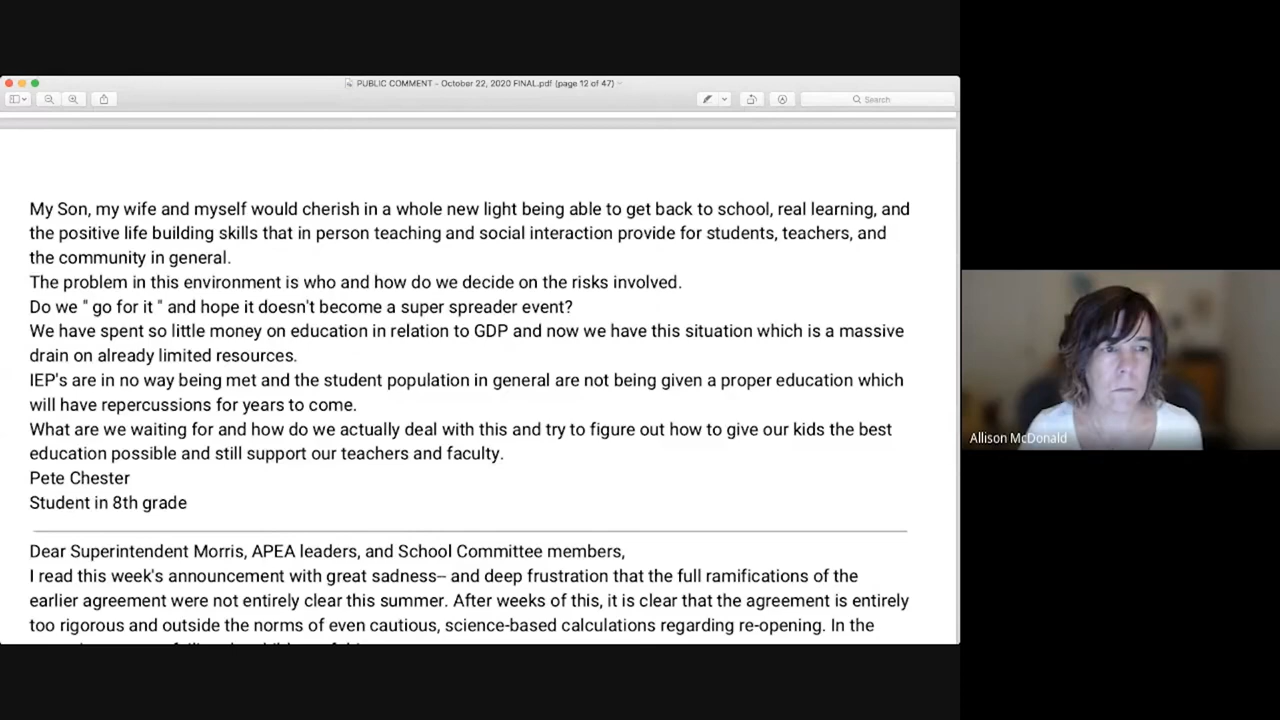 PUBLIC COMMENT - October 22, 2020 FINAL.pdf (page 12 of 47)
Search
My Son, my wife and myself would cherish in a whole new light being able to get back to school, real learning, and
the positive life building skills that in person teaching and social interaction provide for students, teachers, and
the community in general.
The problem in this environment is who and how do we decide on the risks involved.
Do we " go for it " and hope it doesn't become a super spreader event?
We have spent so little money on education in relation to GDP and now we have this situation which is a massive
drain on already limited resources.
IEP's are in no way being met and the student population in general are not being given a proper education which
will have repercussions for years to come.
What are we waiting for and how do we actually deal with this and try to figure out how to give our kids the best
education possible and still support our teachers and faculty.
Pete Chester
Student in 8th grade
Dear Superintendent Morris, APEA leaders, and School Committee members,
I read this week's announcement with great sadness-- and deep frustration that the full ramifications of the
earlier agreement were not entirely clear this summer. After weeks of this, it is clear that the agreement is entirely
too rigorous and outside the norms of even cautious, science-based calculations regarding re-opening. In the
Allison McDonald